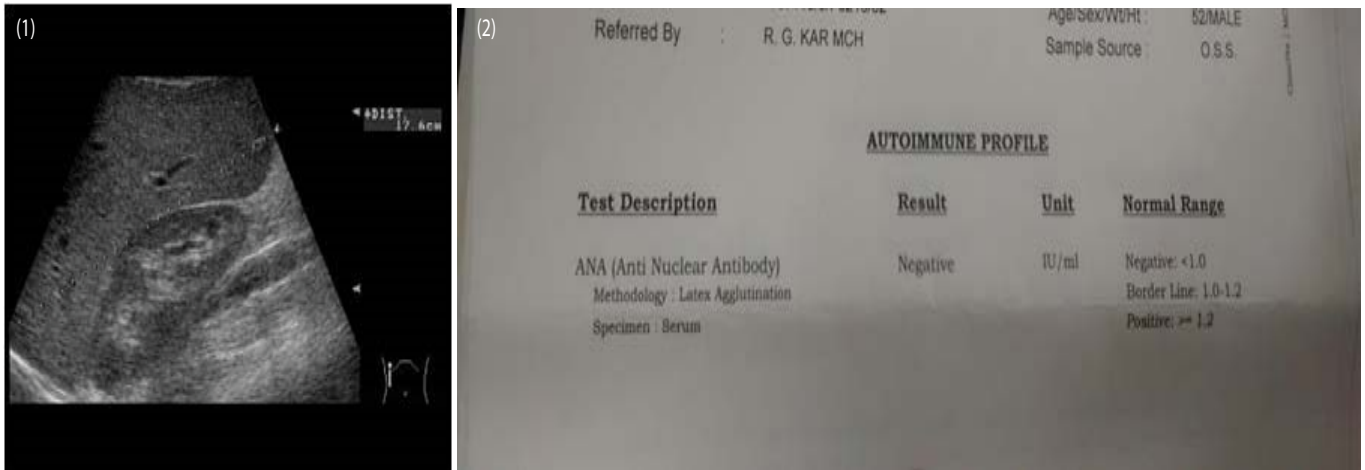 (1)
+DIST.
17.6cm
(2)
Age/Sex/Wt/Ht : 52/MALE
Referred By : R. G. KAR MCH
Sample Source : O.S.S.
AUTOIMMUNE PROFILE
Test Description Result Unit Normal Range
ANA (Anti Nuclear Antibody) Negative IU/ml Negative: <1.0
Methodology : Latex Agglutination Border Line: 1.0-1.2
Specimen : Serum Positive: >= 1.2